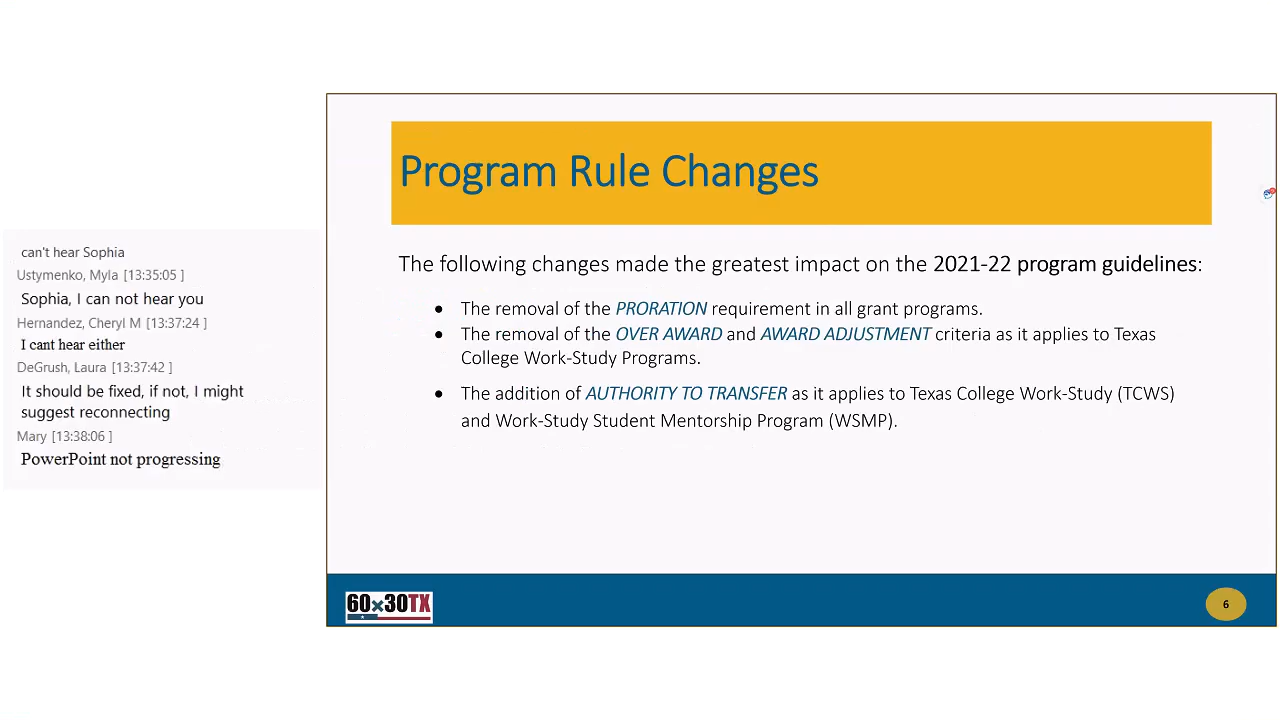 can't hear Sophia
Ustymenko, Myla [13:35:05 ]
Sophia, I can not hear you
Hernandez, Cheryl M [13:37:24 ]
I cant hear either
DeGrush, Laura [13:37:42 ]
It should be fixed, if not, I might
suggest reconnecting
Mary [13:38:06 ]
PowerPoint not progressing
Program Rule Changes
The following changes made the greatest impact on the 2021-22 program guidelines:
• The removal of the PRORATION requirement in all grant programs.
• The removal of the OVER AWARD and AWARD ADJUSTMENT criteria as it applies to Texas
College Work-Study Programs.
• The addition of AUTHORITY TO TRANSFER as it applies to Texas College Work-Study (TCWS)
and Work-Study Student Mentorship Program (WSMP).
60x30TX
6